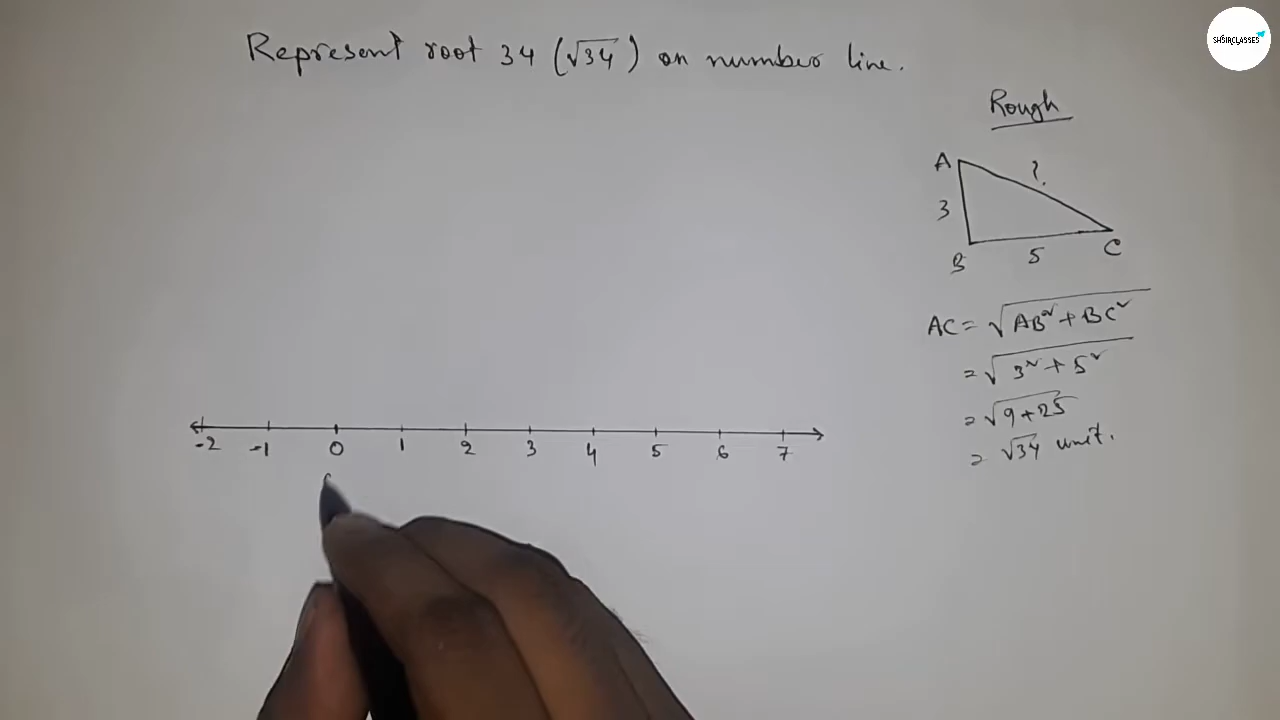 SHSIRCLASSES
Represent root 34 (√34) on number line.
Rough
A
?
3
B
5
C
AC = √AB² + BC²
= √3² + 5²
= √9+25
= √34 unit.
-2 -1 0 1 2 3 4 5 6 7